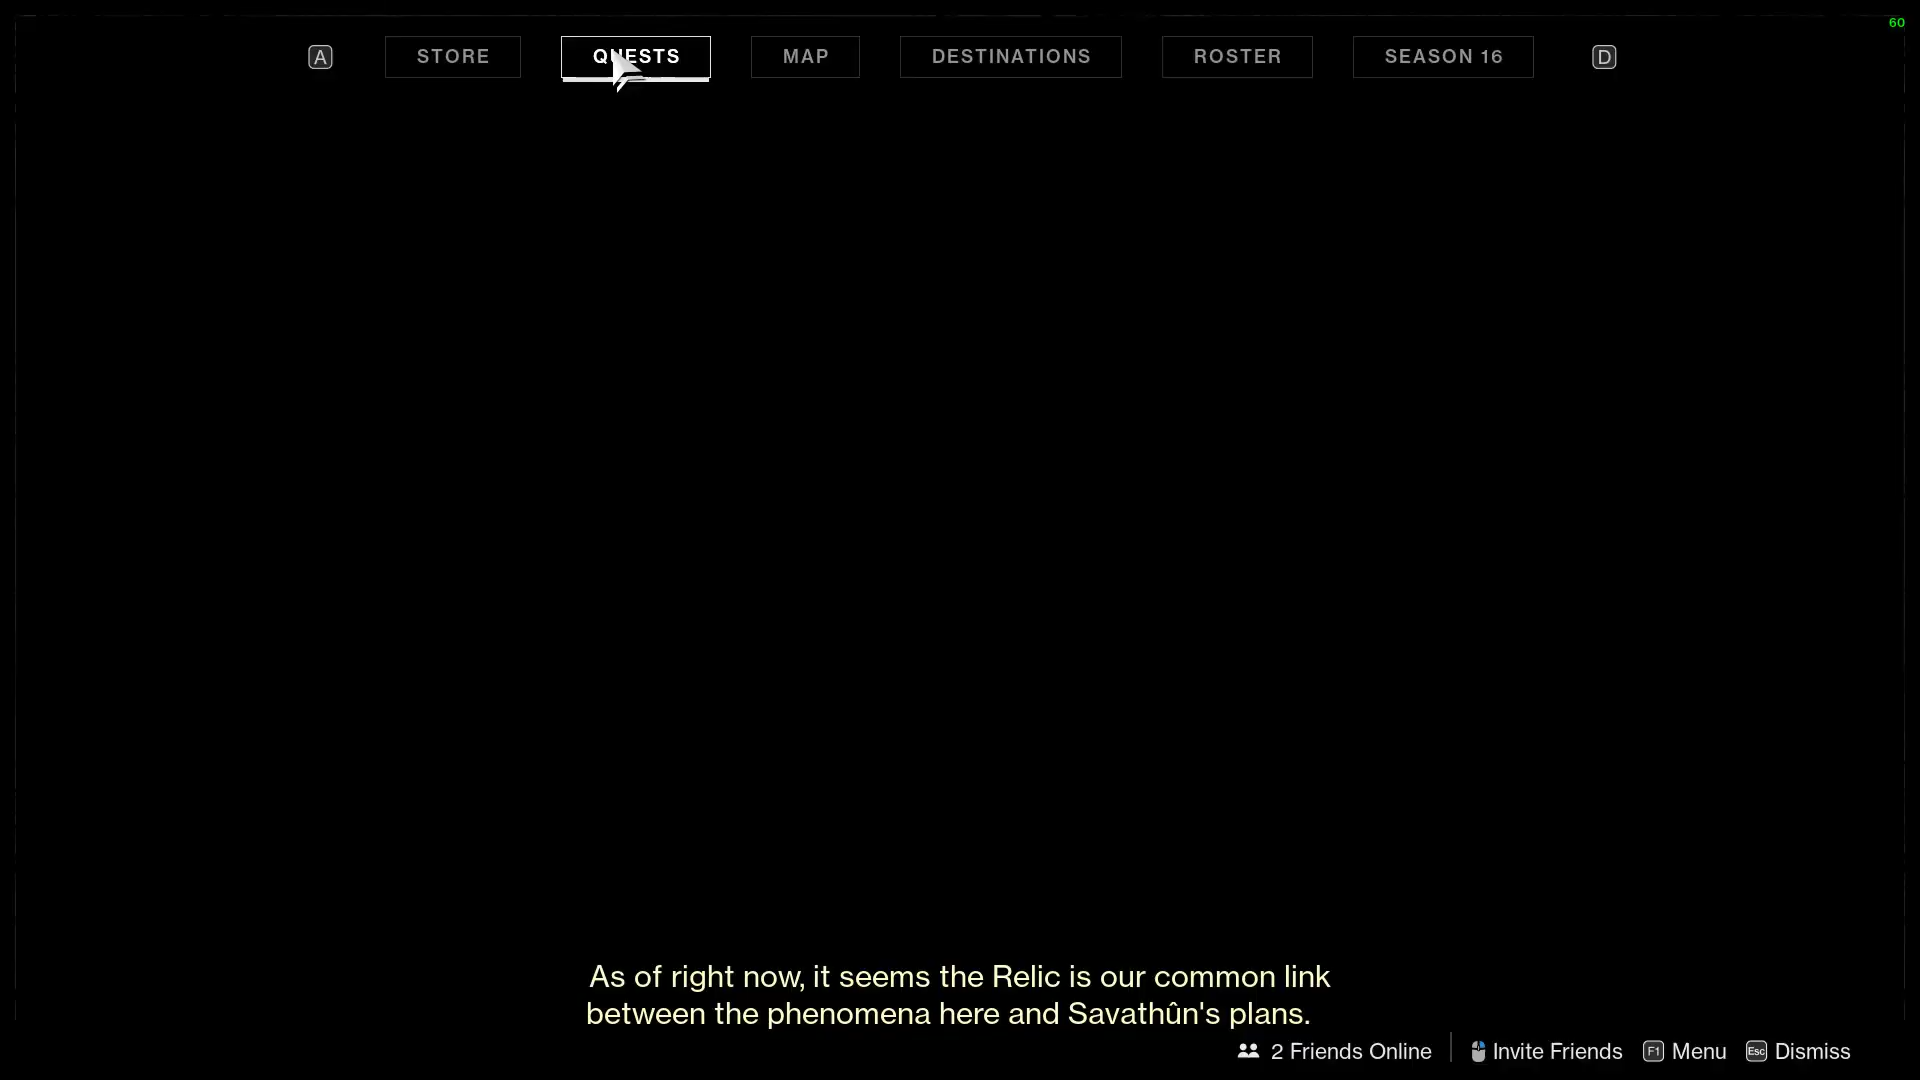 60
A STORE QUESTS MAP DESTINATIONS ROSTER SEASON 16 D
As of right now, it seems the Relic is our common link
between the phenomena here and Savathûn's plans.
2 Friends Online Invite Friends F1 Menu Esc Dismiss